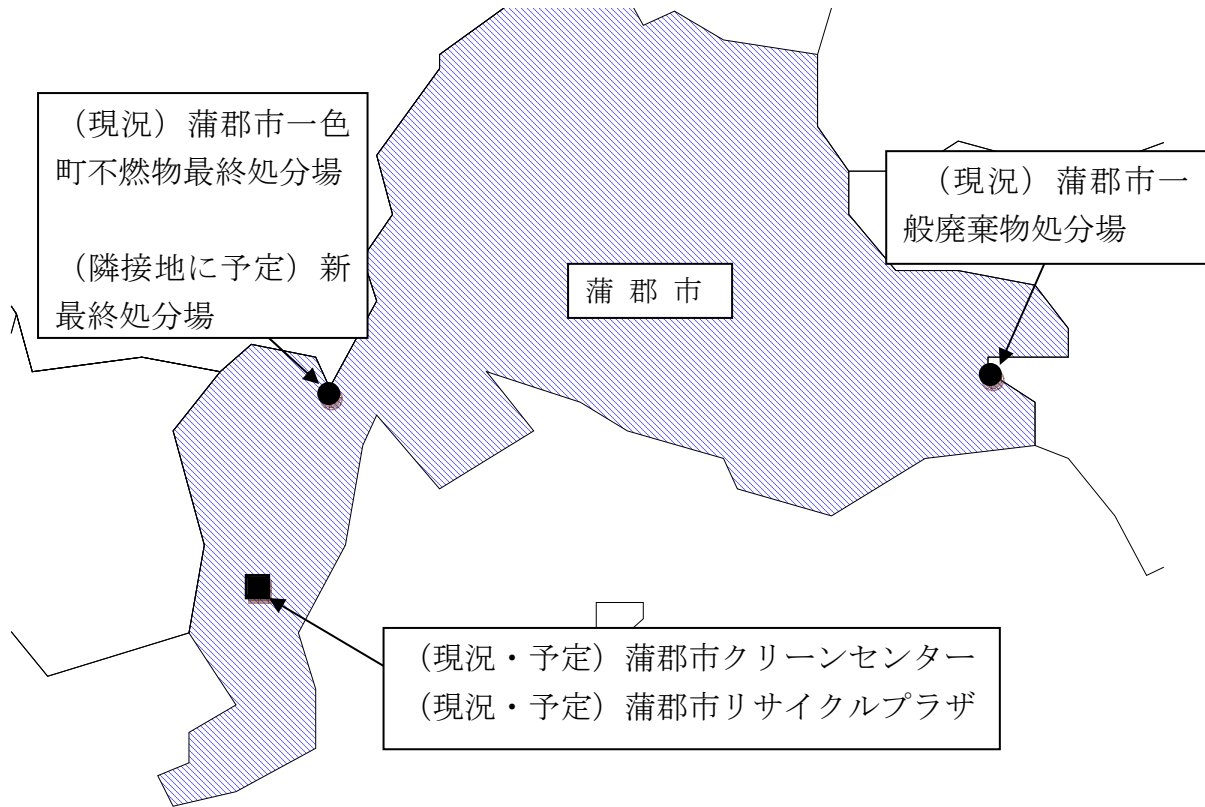 （現況）蒲郡市一色
町不燃物最終処分場
（隣接地に予定）新
最終処分場
（現況）蒲郡市一
般廃棄物処分場
蒲 郡 市
（現況・予定）蒲郡市クリーンセンター
（現況・予定）蒲郡市リサイクルプラザ